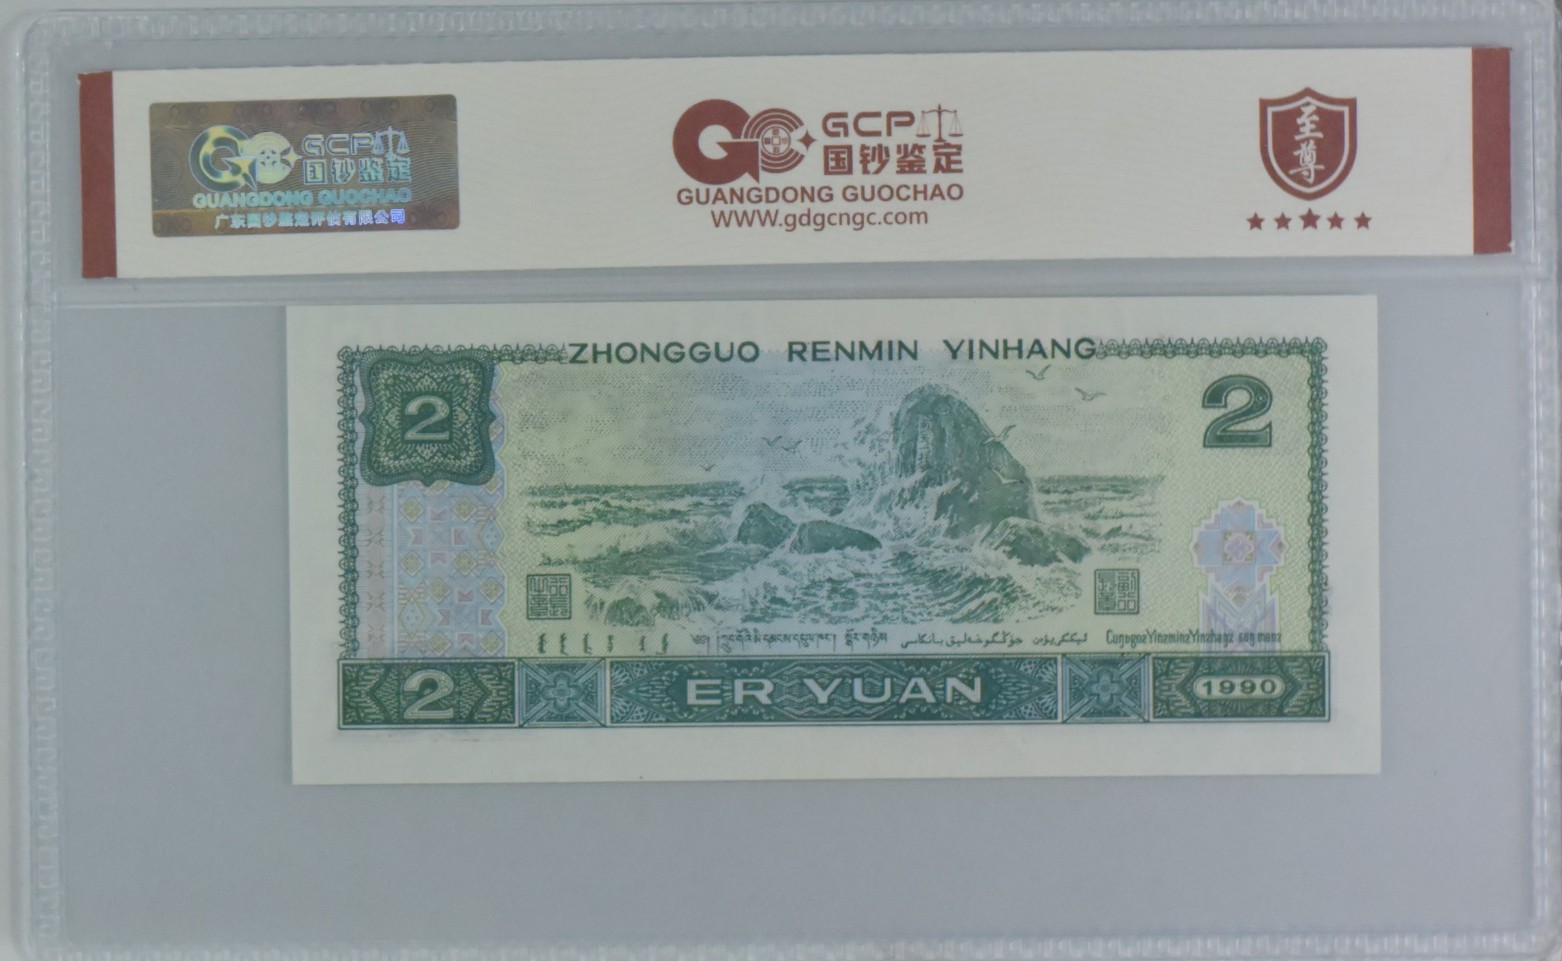 GCP
国钞鉴定
GUANGDONG GUOCHAO
广东国钞鉴定评估有限公司
GCP
国钞鉴定
GUANGDONG GUOCHAO
WWW.gdgcngc.com
至尊
ZHONGGUO RENMIN YINHANG
2
2
CuŋguoƶYinƶminƶYinƶhaŋƶ
2
ER YUAN
1990